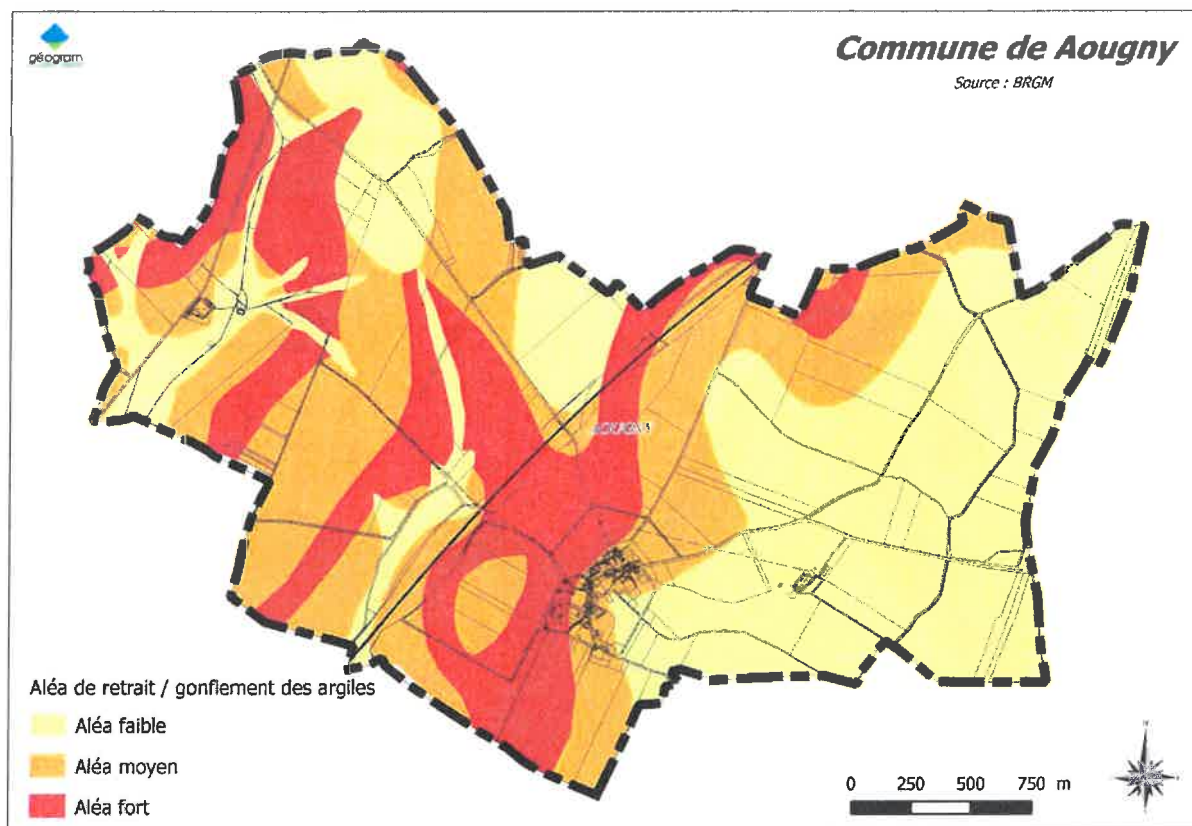 géogram
Commune de Aougny
Source : BRGM
AOUGNY
Aléa de retrait / gonflement des argiles
Aléa faible
Aléa moyen
Aléa fort
0 250 500 750 m